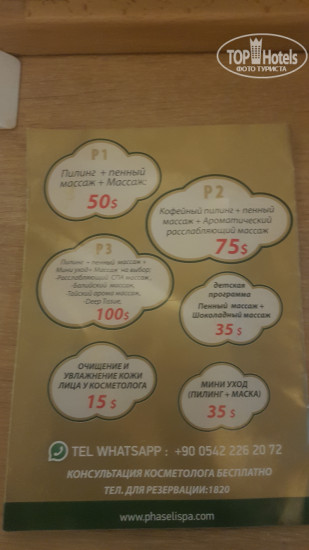 TOP Hotels
ФОТО ТУРИСТА
P1
Пилинг + пенный
массаж + Массаж:
50$
P2
Кофейный пилинг + пенный
массаж + Ароматический
расслабляющий массаж
75$
P3
Пилинг + пенный массаж +
Мини уход + Массаж на выбор:
Расслабляющий СПА массаж,
балийский массаж,
Тайский арома массаж,
Deep Tissue,
100$
детская
программа
Пенный массаж +
Шоколадный массаж
35 $
ОЧИЩЕНИЕ И
УВЛАЖНЕНИЕ КОЖИ
ЛИЦА У КОСМЕТОЛОГА
15 $
МИНИ УХОД
(ПИЛИНГ + МАСКА)
35 $
TEL WHATSAPP : +90 0542 226 20 72
КОНСУЛЬТАЦИЯ КОСМЕТОЛОГА БЕСПЛАТНО
ТЕЛ. ДЛЯ РЕЗЕРВАЦИИ:1820
www.phaselispa.com